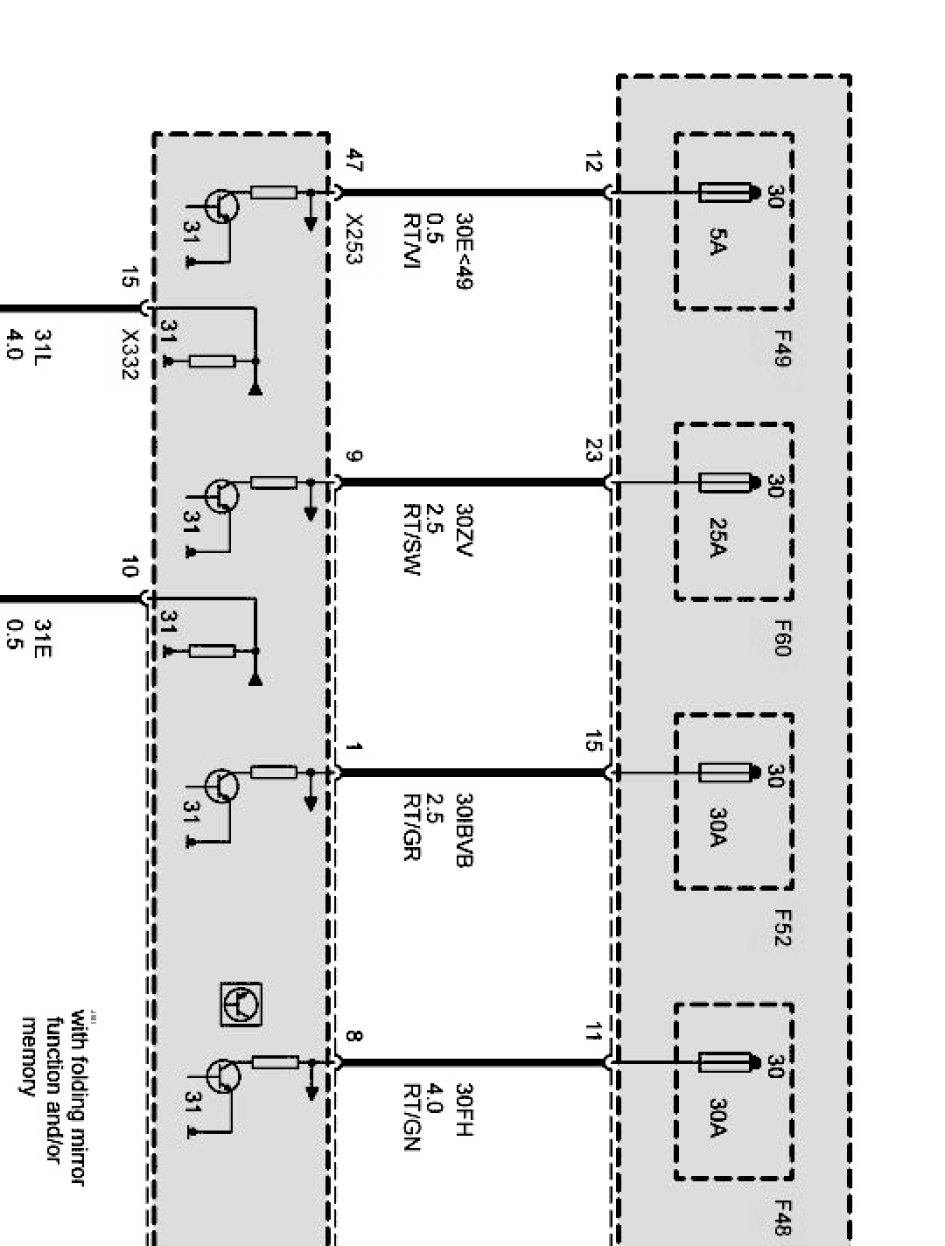 30
F49
30
F60
30
F52
30
F48
5A
25A
30A
30A
12
23
15
11
30E<49
0.5
RT/VI
30ZV
2.5
RT/SW
30IBVB
2.5
RT/GR
30FH
4.0
RT/GN
47
X253
9
1
8
31
31
31
31
31
31
15
X332
10
31L
4.0
31E
0.5
with folding mirror
function and/or
memory